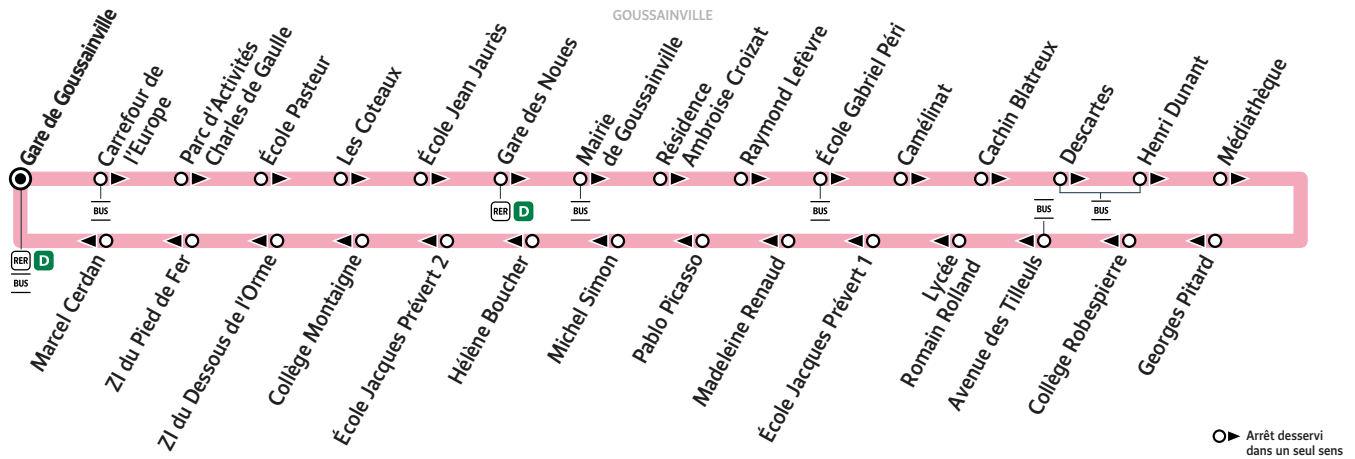 GOUSSAINVILLE
Gare de Goussainville
Carrefour de
l'Europe
Parc d'Activités
Charles de Gaulle
École Pasteur
Les Coteaux
École Jean Jaurès
Gare des Noues
Mairie
de Goussainville
Résidence
Ambroise Croizat
Raymond Lefèvre
École Gabriel Péri
Camélinat
Cachin Blatreux
Descartes
Henri Dunant
Médiathèque
BUS
RER D
BUS
BUS
BUS
BUS
RER D
BUS
Marcel Cerdan
ZI du Pied de Fer
ZI du Dessous de l'Orme
Collège Montaigne
École Jacques Prévert 2
Hélène Boucher
Michel Simon
Pablo Picasso
Madeleine Renaud
École Jacques Prévert 1
Lycée
Romain Rolland
Avenue des Tilleuls
Collège Robespierre
Georges Pitard
Arrêt desservi
dans un seul sens